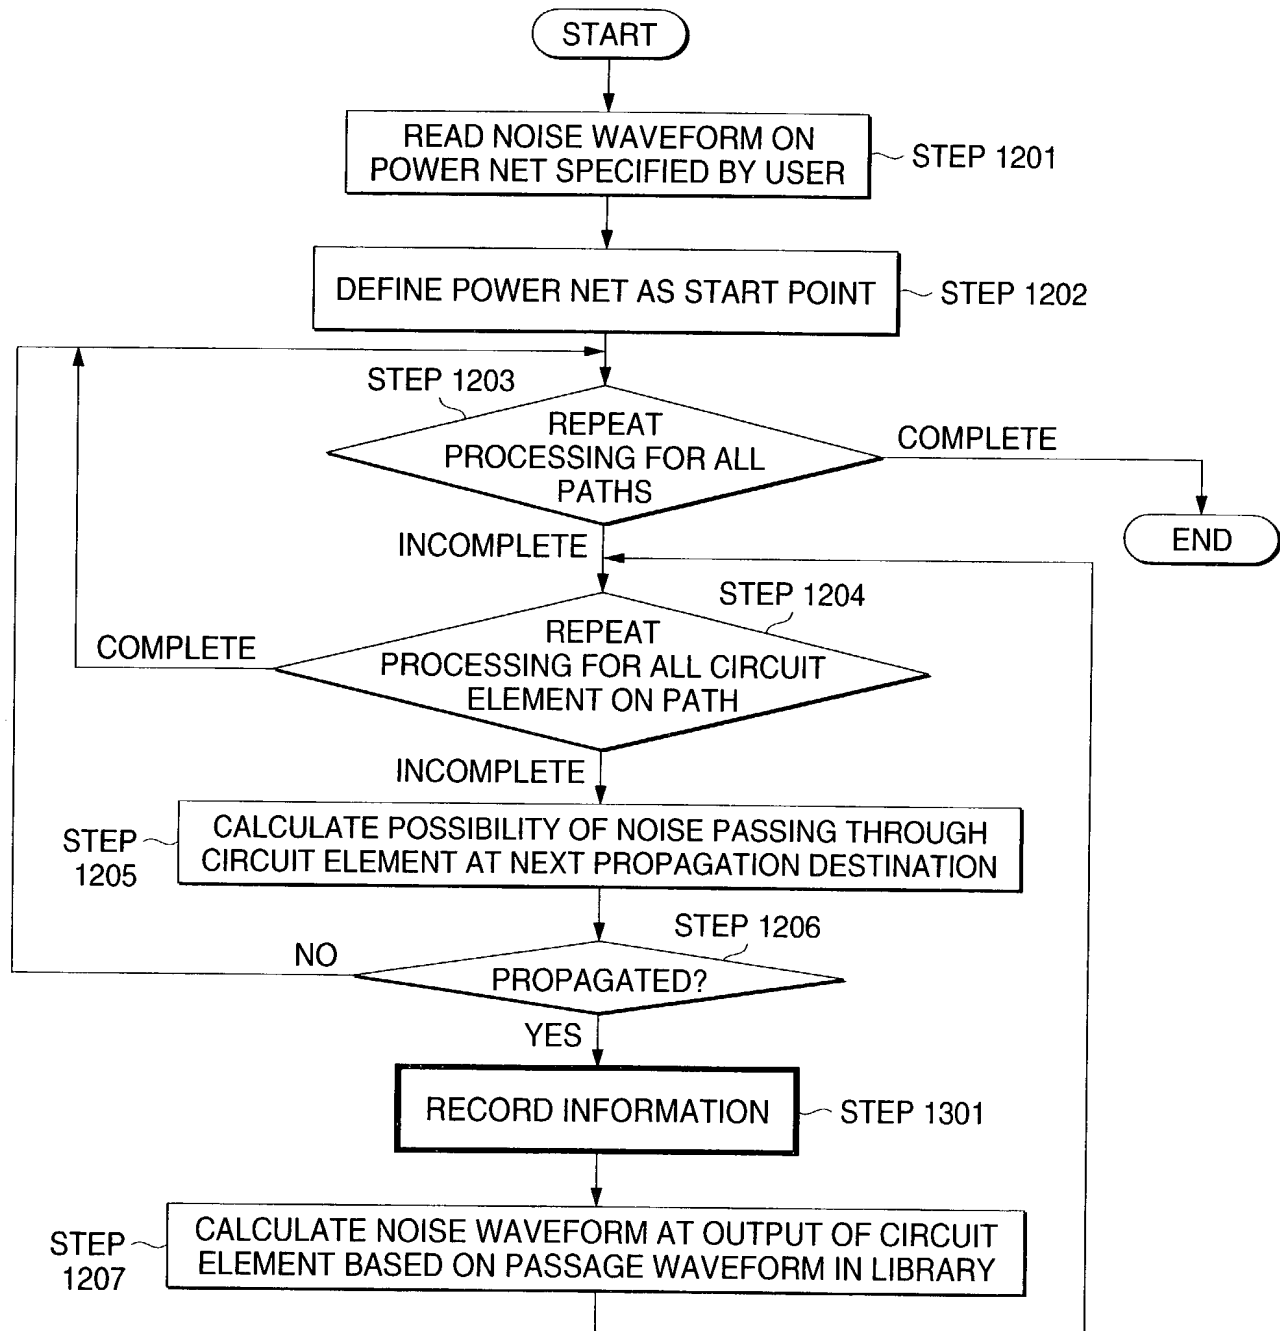 START
READ NOISE WAVEFORM ON
POWER NET SPECIFIED BY USER
STEP 1201
DEFINE POWER NET AS START POINT
STEP 1202
STEP 1203
REPEAT
PROCESSING FOR ALL
PATHS
COMPLETE
END
INCOMPLETE
STEP 1204
REPEAT
PROCESSING FOR ALL CIRCUIT
ELEMENT ON PATH
COMPLETE
INCOMPLETE
STEP
1205
CALCULATE POSSIBILITY OF NOISE PASSING THROUGH
CIRCUIT ELEMENT AT NEXT PROPAGATION DESTINATION
STEP 1206
NO
PROPAGATED?
YES
RECORD INFORMATION
STEP 1301
STEP
1207
CALCULATE NOISE WAVEFORM AT OUTPUT OF CIRCUIT
ELEMENT BASED ON PASSAGE WAVEFORM IN LIBRARY